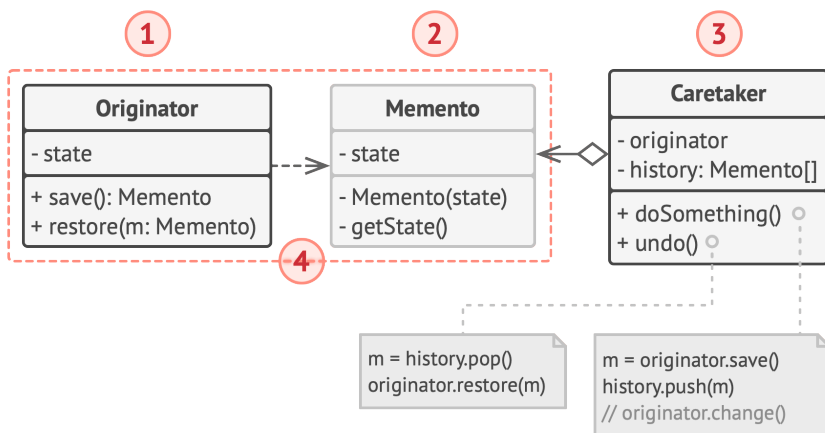 1
2
3
Originator
- state
+ save(): Memento
+ restore(m: Memento)
Memento
- state
- Memento(state)
- getState()
Caretaker
- originator
- history: Memento[]
+ doSomething()
+ undo()
4
m = history.pop()
originator.restore(m)
m = originator.save()
history.push(m)
// originator.change()